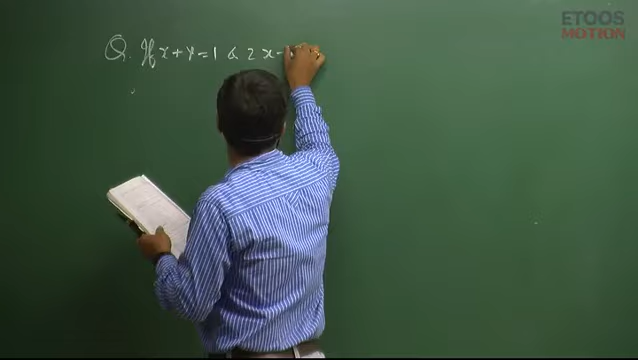 ETOOS
MOTION
Q. If x + y = 1 & 2x -